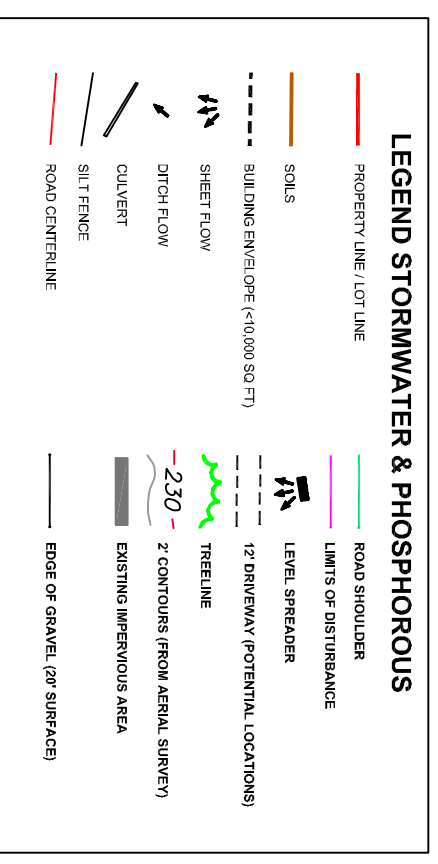 LEGEND STORMWATER & PHOSPHOROUS
PROPERTY LINE / LOT LINE
SOILS
BUILDING ENVELOPE (<10,000 SQ FT)
SHEET FLOW
DITCH FLOW
CULVERT
SILT FENCE
ROAD CENTERLINE
ROAD SHOULDER
LIMITS OF DISTURBANCE
LEVEL SPREADER
12' DRIVEWAY (POTENTIAL LOCATIONS)
TREELINE
230
2' CONTOURS (FROM AERIAL SURVEY)
EXISTING IMPERVIOUS AREA
EDGE OF GRAVEL (20' SURFACE)